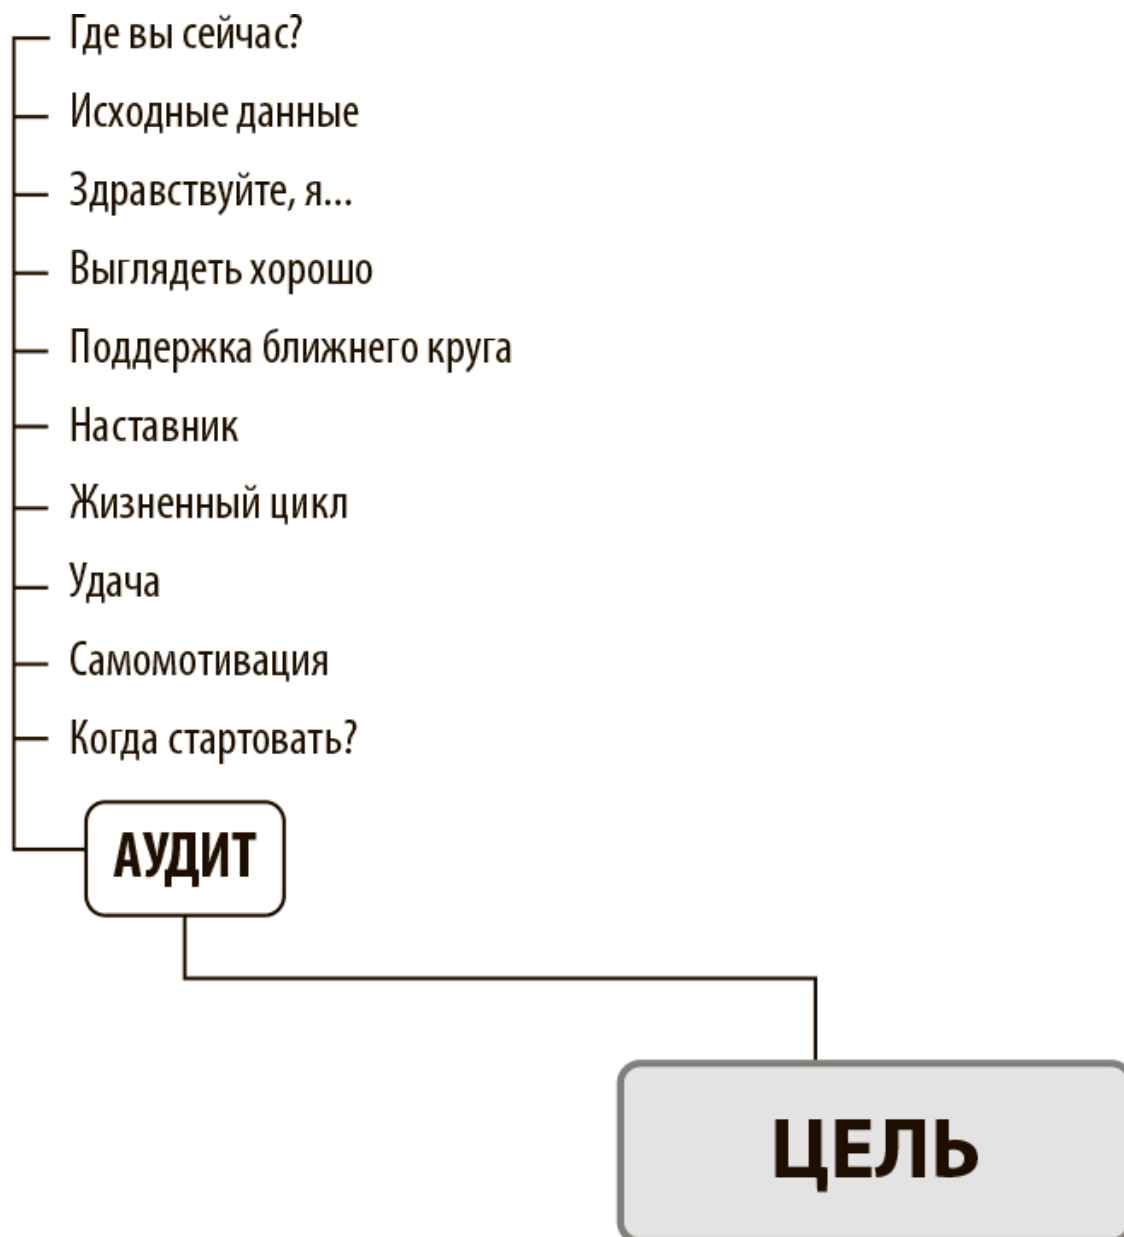 Где вы сейчас?
Исходные данные
Здравствуйте, я...
Выглядеть хорошо
Поддержка ближнего круга
Наставник
Жизненный цикл
Удача
Самомотивация
Когда стартовать?
АУДИТ
ЦЕЛЬ